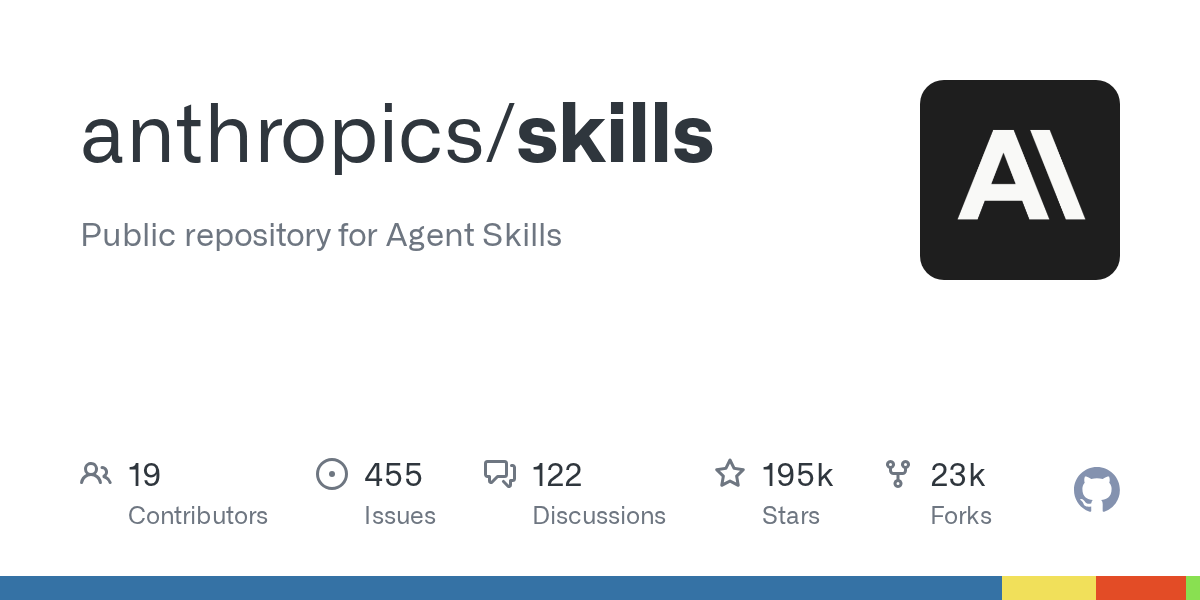 anthropics/skills
Public repository for Agent Skills
19
Contributors
455
Issues
122
Discussions
195k
Stars
23k
Forks